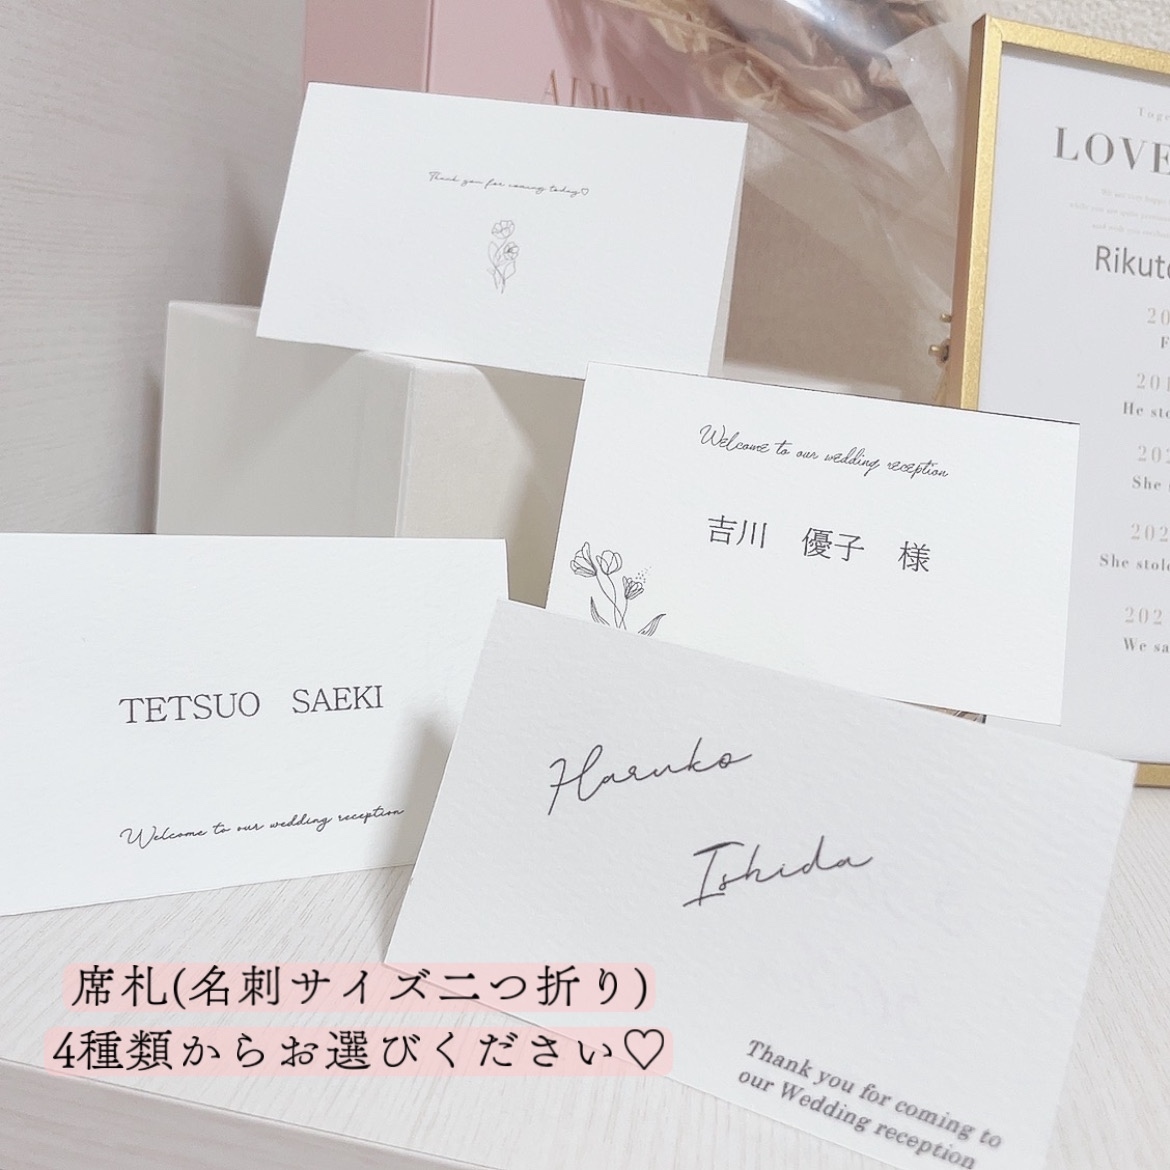 ALWAYS
Thank you for coming today♡
LOVE
Rikuto
He
She
She stole
We
Welcome to our wedding reception
吉川　優子　様
TETSUO　SAEKI
Welcome to our wedding reception
Haruko
Ishida
Thank you for coming to
our Wedding reception
席札(名刺サイズ二つ折り)
4種類からお選びください♡